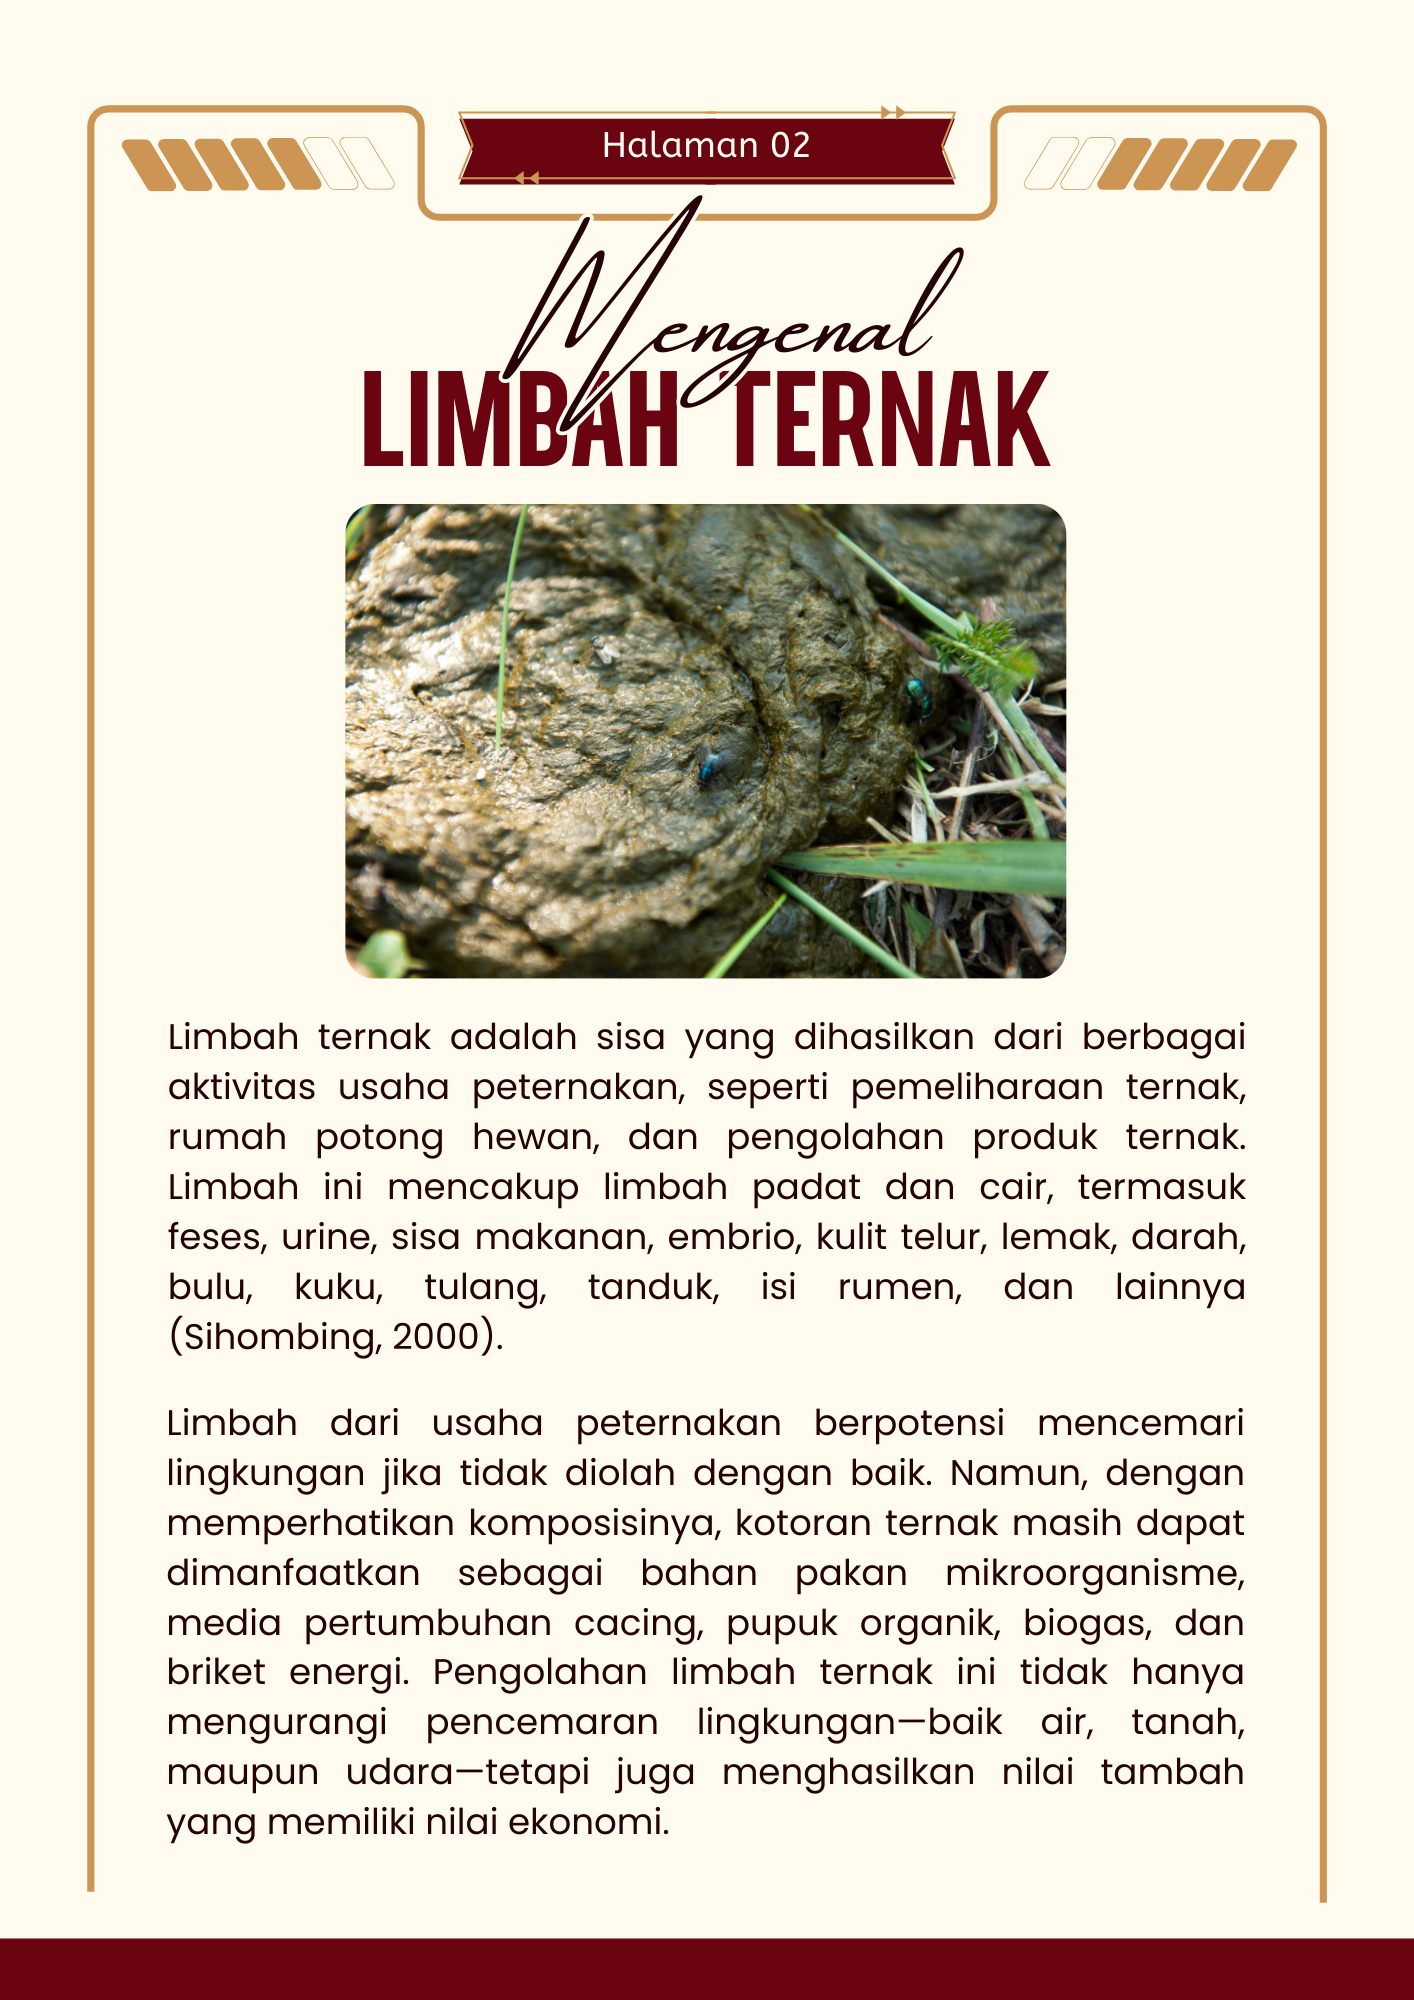 Halaman 02
Mengenal
LIMBAH TERNAK
Limbah ternak adalah sisa yang dihasilkan dari berbagai
aktivitas usaha peternakan, seperti pemeliharaan ternak,
rumah potong hewan, dan pengolahan produk ternak.
Limbah ini mencakup limbah padat dan cair, termasuk
feses, urine, sisa makanan, embrio, kulit telur, lemak, darah,
bulu, kuku, tulang, tanduk, isi rumen, dan lainnya
(Sihombing, 2000).
Limbah dari usaha peternakan berpotensi mencemari
lingkungan jika tidak diolah dengan baik. Namun, dengan
memperhatikan komposisinya, kotoran ternak masih dapat
dimanfaatkan sebagai bahan pakan mikroorganisme,
media pertumbuhan cacing, pupuk organik, biogas, dan
briket energi. Pengolahan limbah ternak ini tidak hanya
mengurangi pencemaran lingkungan—baik air, tanah,
maupun udara—tetapi juga menghasilkan nilai tambah
yang memiliki nilai ekonomi.